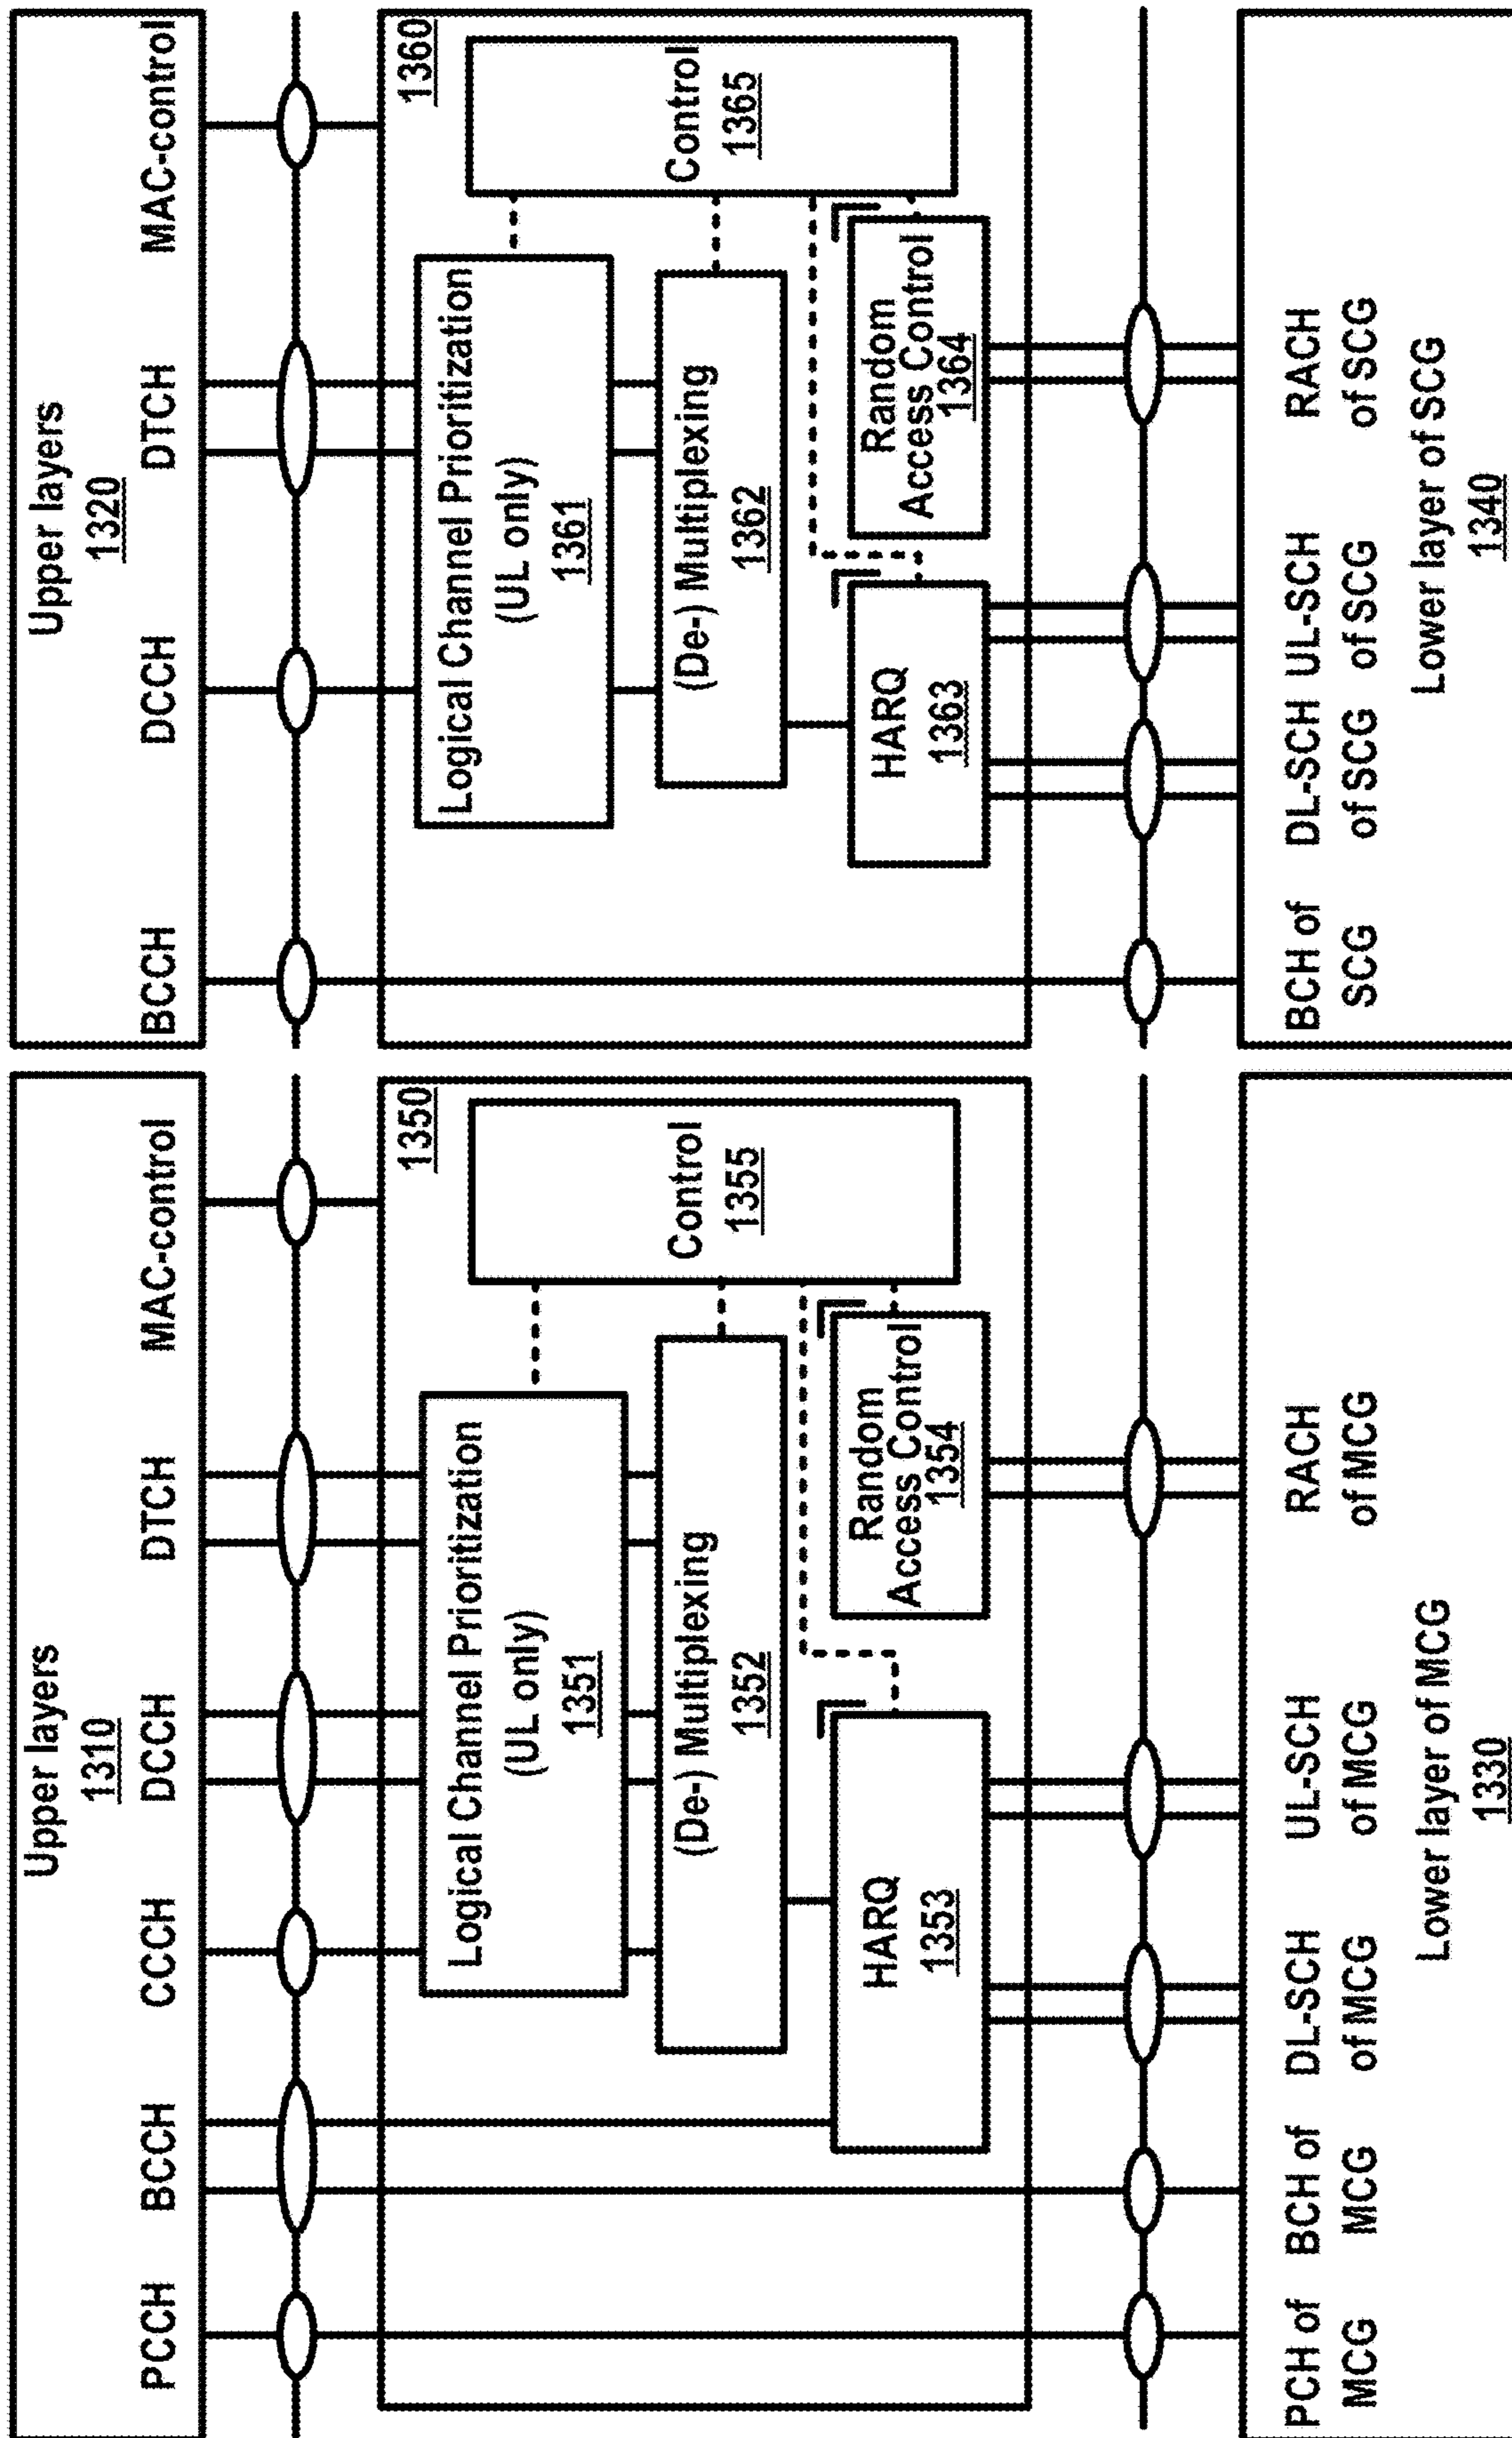 Upper layers
1310
PCCH
BCCH
CCCH
DCCH
DTCH
MAC-control
1350
Logical Channel Prioritization
(UL only)
1351
(De-) Multiplexing
1352
HARQ
1353
Random
Access Control
1354
Control
1355
PCH of
MCG
BCH of
MCG
DL-SCH
of MCG
UL-SCH
of MCG
RACH
of MCG
Lower layer of MCG
1330
Upper layers
1320
BCCH
DCCH
DTCH
MAC-control
1360
Logical Channel Prioritization
(UL only)
1361
(De-) Multiplexing
1362
HARQ
1363
Random
Access Control
1364
Control
1365
BCH of
SCG
DL-SCH
of SCG
UL-SCH
of SCG
RACH
of SCG
Lower layer of SCG
1340